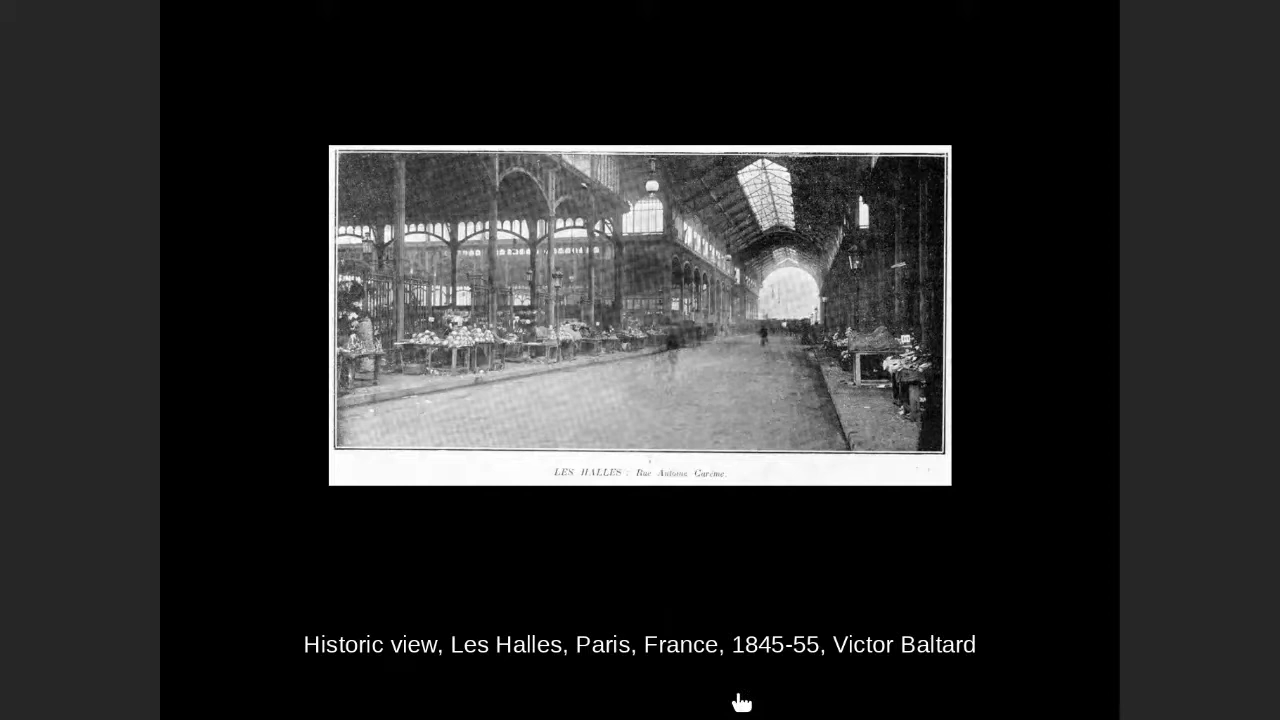 LES HALLES : Rue Antoine Carême.
Historic view, Les Halles, Paris, France, 1845-55, Victor Baltard